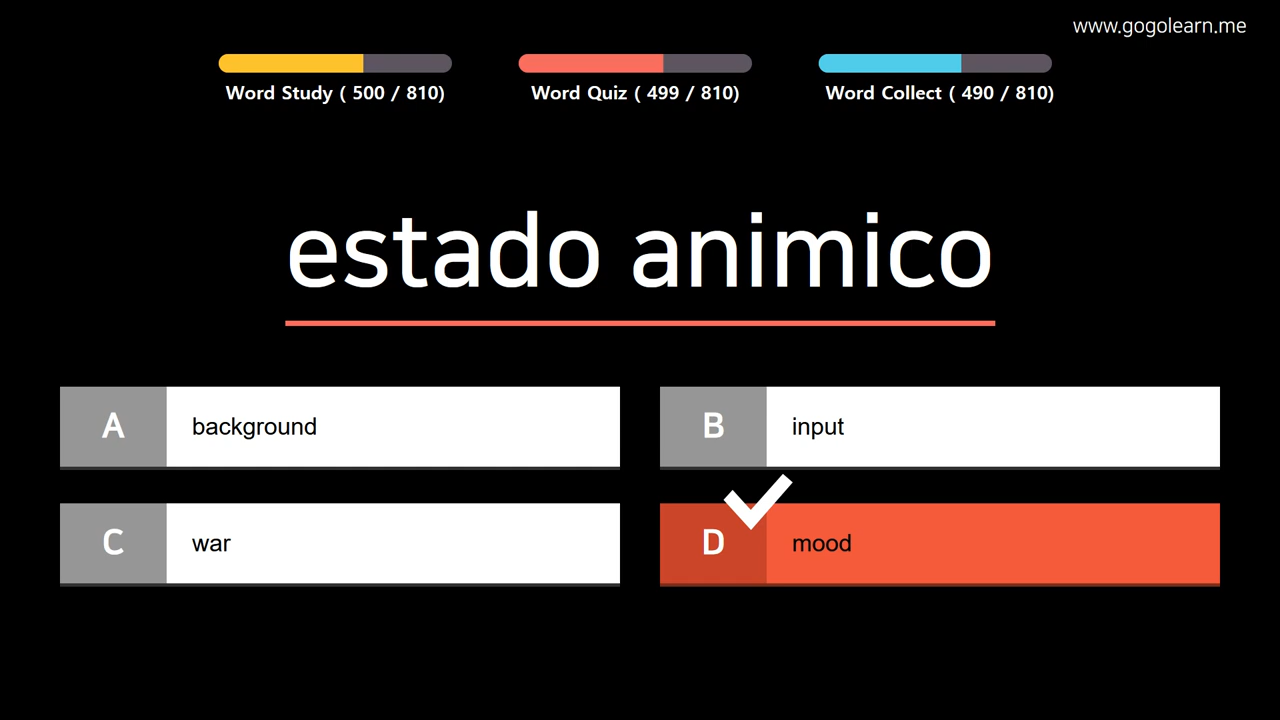 www.gogolearn.me
Word Study ( 500 / 810)
Word Quiz ( 499 / 810)
Word Collect ( 490 / 810)
estado animico
A background
B input
C war
D mood